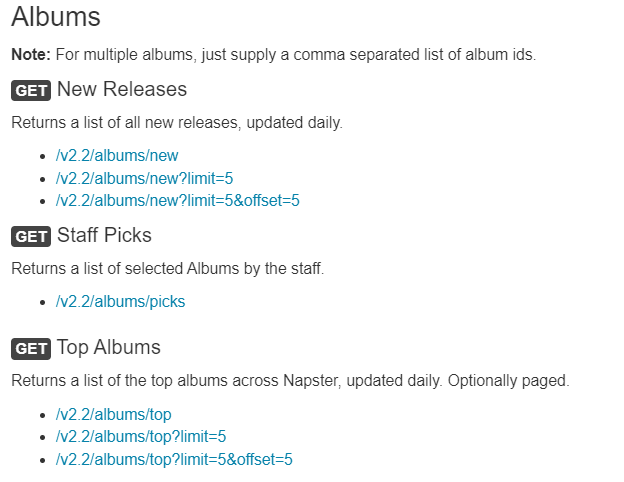 Albums
Note: For multiple albums, just supply a comma separated list of album ids.
GET New Releases
Returns a list of all new releases, updated daily.
/v2.2/albums/new
/v2.2/albums/new?limit=5
/v2.2/albums/new?limit=5&offset=5
GET Staff Picks
Returns a list of selected Albums by the staff.
/v2.2/albums/picks
GET Top Albums
Returns a list of the top albums across Napster, updated daily. Optionally paged.
/v2.2/albums/top
/v2.2/albums/top?limit=5
/v2.2/albums/top?limit=5&offset=5